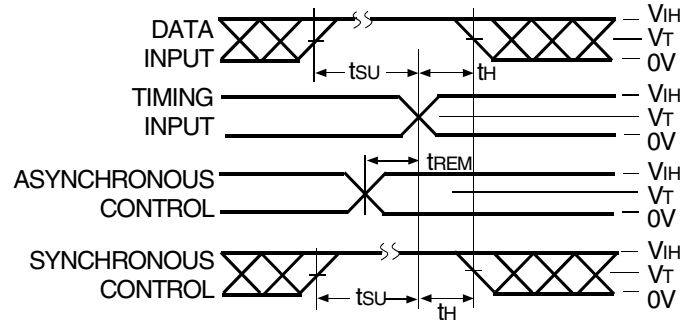 DATA
INPUT
tSU
tH
VIH
VT
0V
TIMING
INPUT
VIH
VT
0V
tREM
ASYNCHRONOUS
CONTROL
VIH
VT
0V
SYNCHRONOUS
CONTROL
tSU
tH
VIH
VT
0V